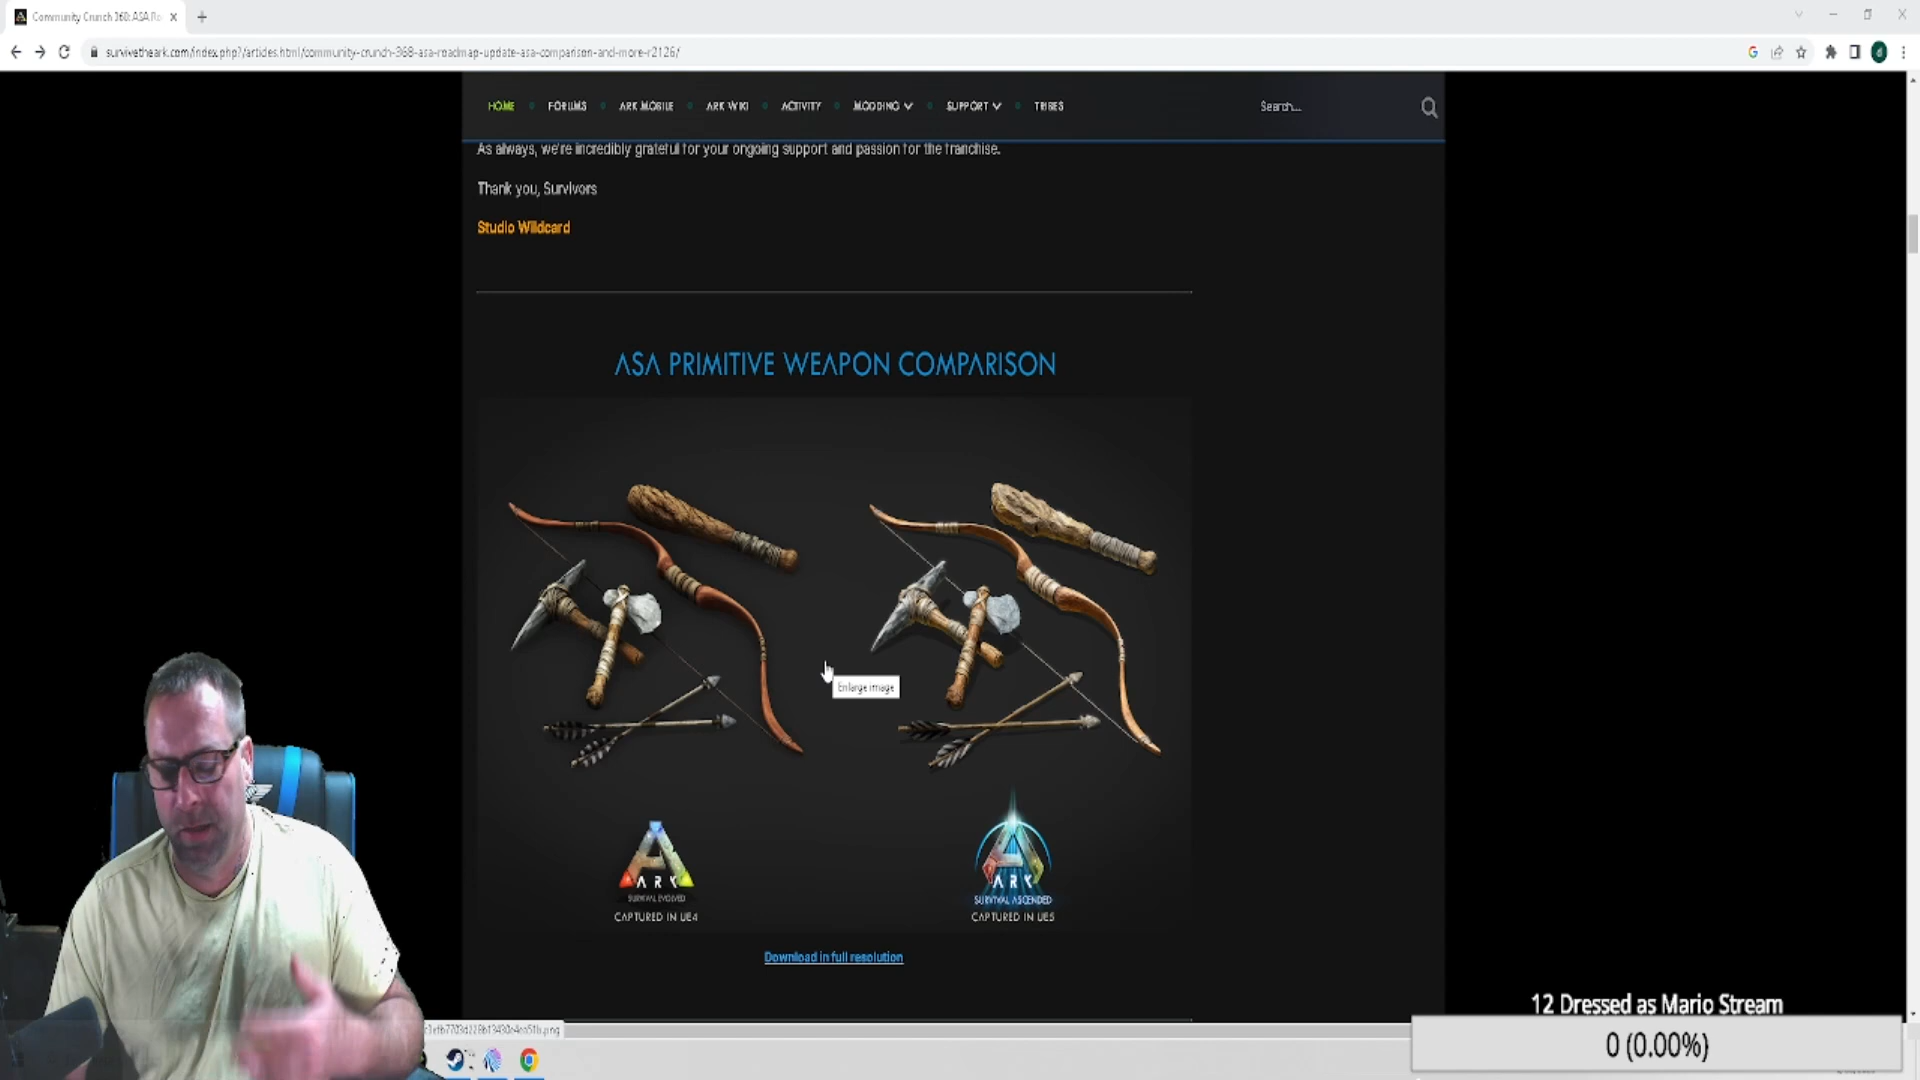 Community Crunch 368: ASA Ro
survivetheark.com/index.php?/articles.html/community-crunch-368-asa-roadmap-update-asa-comparison-and-more-r2126/
HOME FORUMS ARK MOBILE ARK WIKI ACTIVITY MODDING SUPPORT TRIBES Search...
As always, we're incredibly grateful for your ongoing support and passion for the franchise.
Thank you, Survivors
Studio Wildcard
ASA PRIMITIVE WEAPON COMPARISON
Enlarge image
ARK ARK
SURVIVAL EVOLVED SURVIVAL ASCENDED
CAPTURED IN UE4 CAPTURED IN UE5
Download in full resolution
12 Dressed as Mario Stream
0 (0.00%)